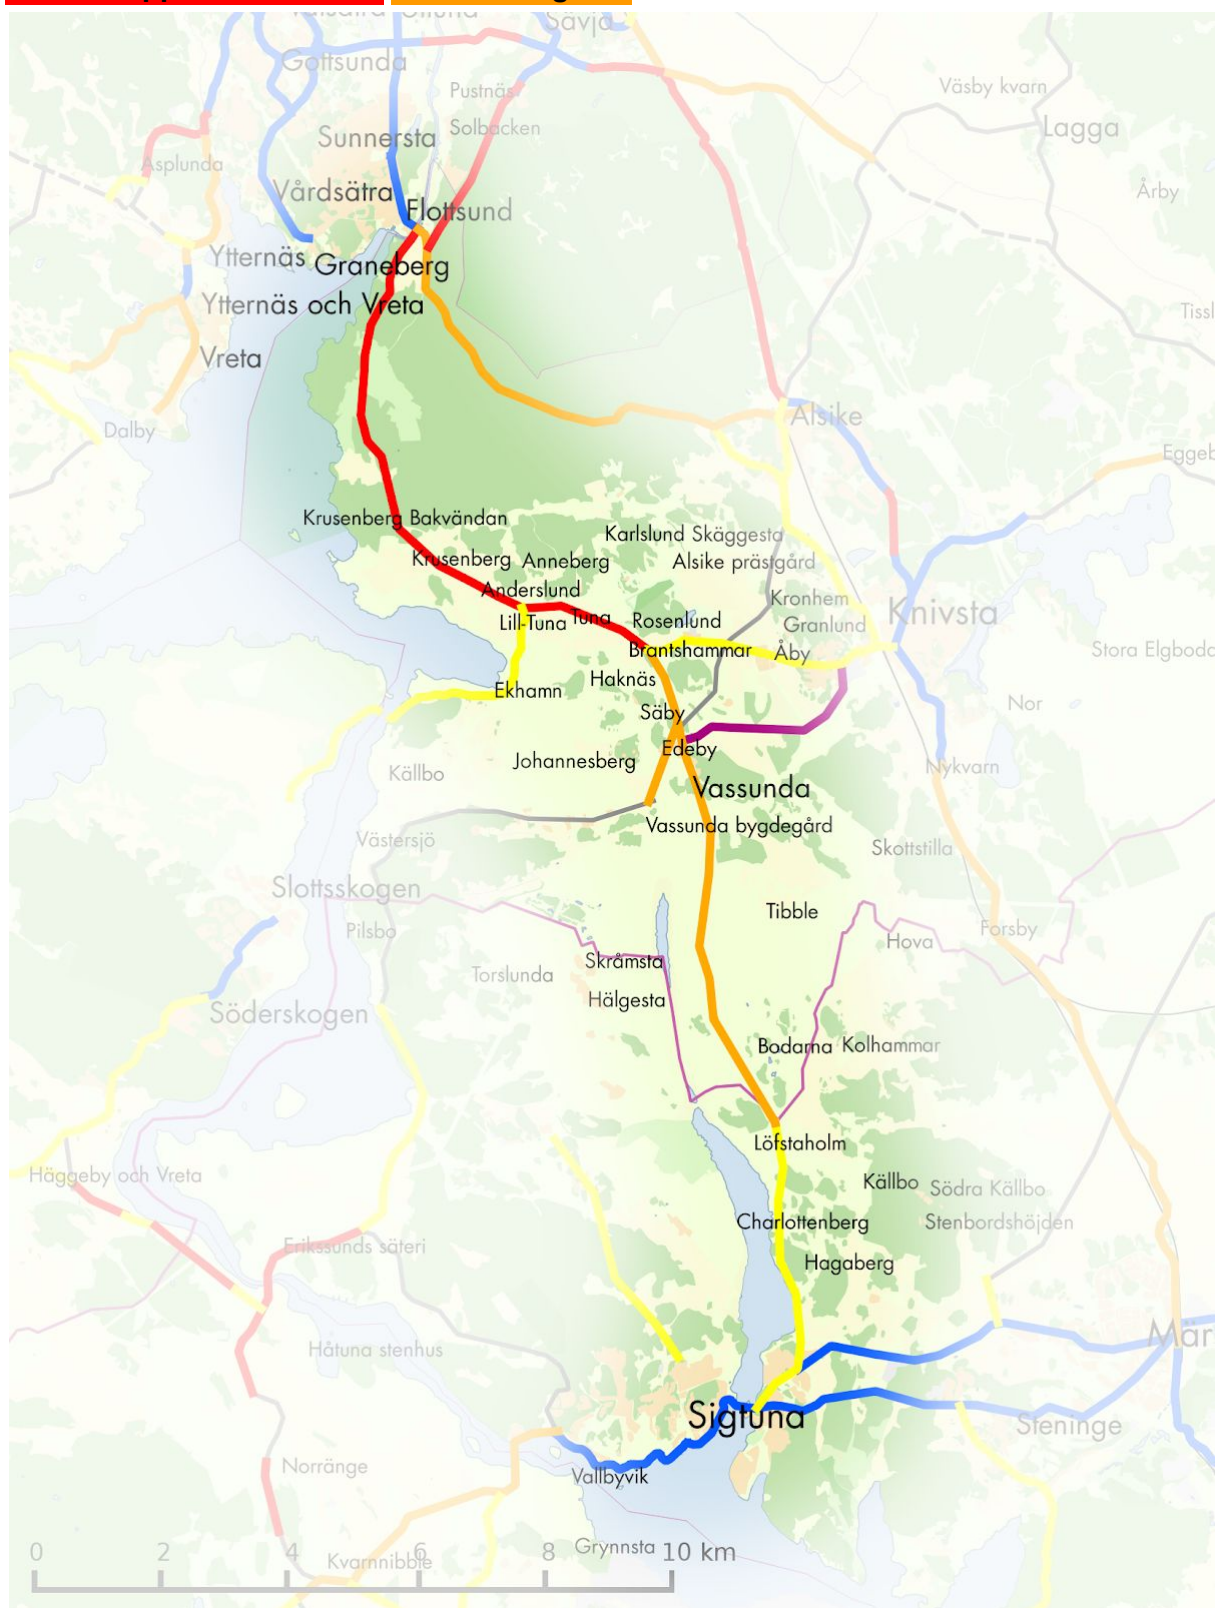 Sävja
Gottsunda
Pustnäs
Väsby kvarn
Sunnersta
Solbacken
Lagga
Asplunda
Vårdsätra
Årby
Flottsund
Ytternäs
Graneberg
Ytternäs och Vreta
Vreta
Alsike
Dalby
Krusenberg Bakvändan
Karlslund
Skäggesta
Krusenberg
Anneberg
Alsike prästgård
Anderslund
Kronhem
Knivsta
Lill-Tuna
Tuna
Rosenlund
Granlund
Brantshammar
Åby
Haknäs
Ekhamn
Säby
Nor
Edeby
Johannesberg
Källbo
Nykvarn
Vassunda
Vassunda bygdegård
Västersjö
Skottstilla
Slottsskogen
Tibble
Pilsbo
Forsby
Hova
Skråmsta
Torslunda
Hälgesta
Söderskogen
Bodarna
Kolhammar
Löfstaholm
Häggeby och Vreta
Källbo
Södra Källbo
Charlottenberg
Stenbordshöjden
Erikssunds säteri
Hagaberg
Håtuna stenhus
Sigtuna
Steninge
Norränge
Vallbyvik
Grynnsta
Kvarnnibble
0 2 4 6 8 10 km